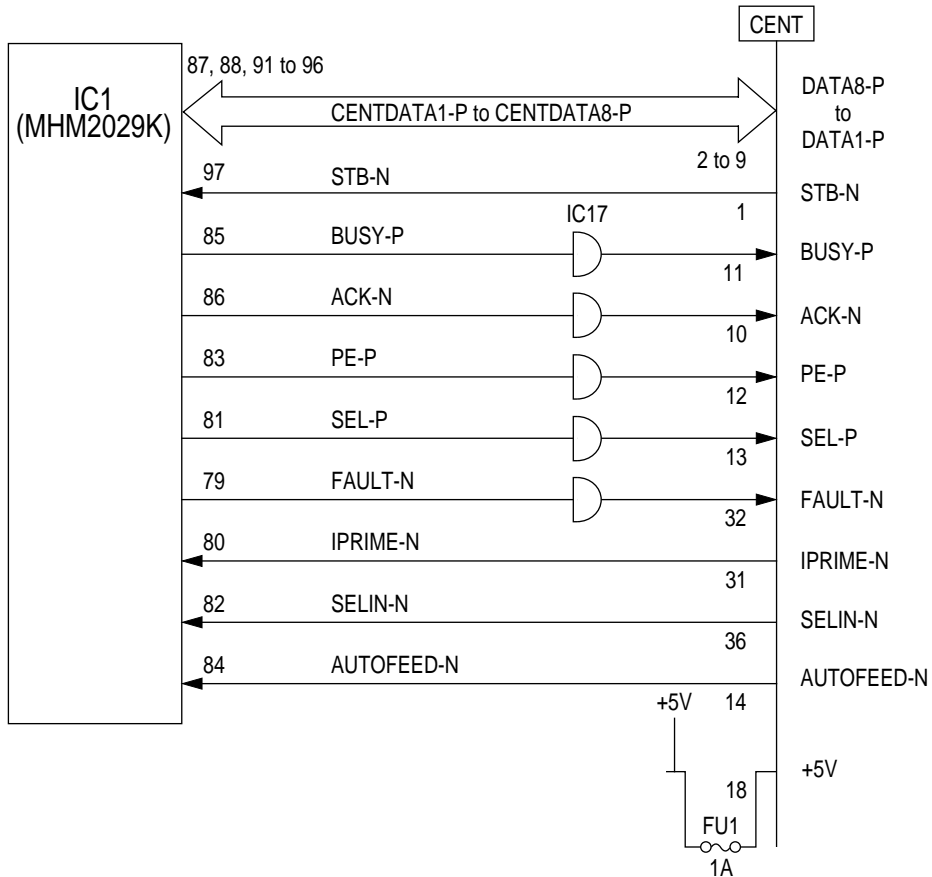 CENT
87, 88, 91 to 96
IC1
(MHM2029K)
CENTDATA1-P to CENTDATA8-P
DATA8-P
to
DATA1-P
2 to 9
97 STB-N
1 STB-N
IC17
85 BUSY-P
11 BUSY-P
86 ACK-N
10 ACK-N
83 PE-P
12 PE-P
81 SEL-P
13 SEL-P
79 FAULT-N
32 FAULT-N
80 IPRIME-N
31 IPRIME-N
82 SELIN-N
36 SELIN-N
84 AUTOFEED-N
14 AUTOFEED-N
+5V
18 +5V
FU1
1A